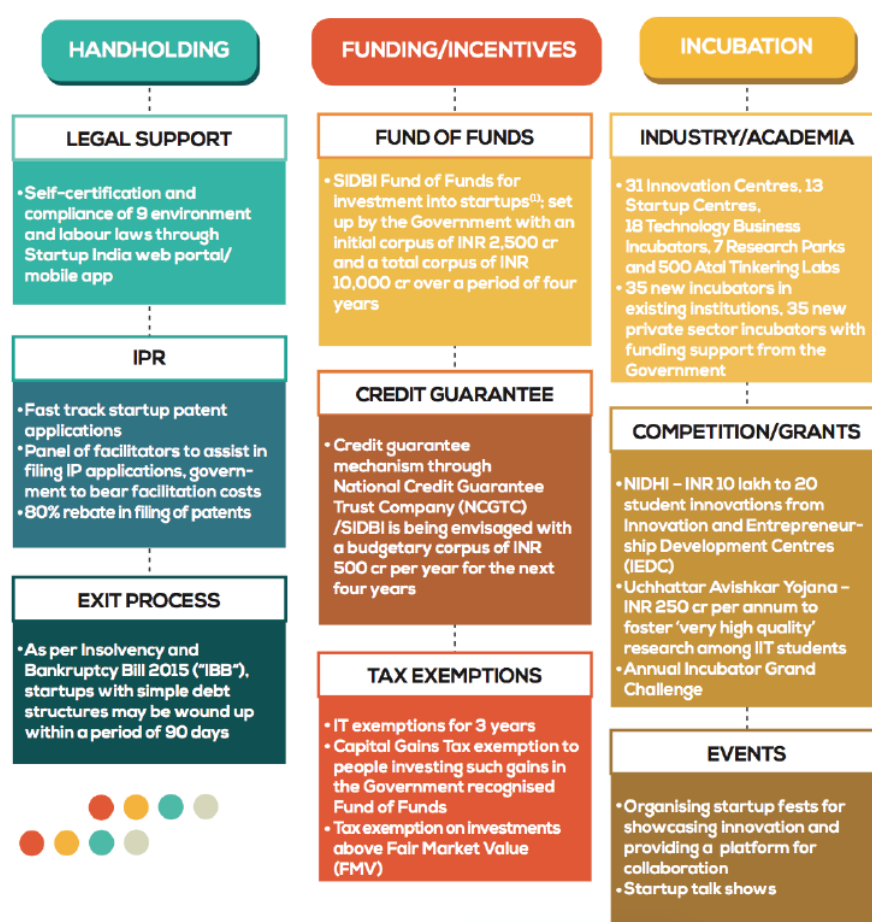 HANDHOLDING
LEGAL SUPPORT
• Self-certification and
compliance of 9 environment
and labour laws through
Startup India web portal/
mobile app
IPR
• Fast track startup patent
applications
• Panel of facilitators to assist in
filing IP applications, govern-
ment to bear facilitation costs
• 80% rebate in filing of patents
EXIT PROCESS
• As per Insolvency and
Bankruptcy Bill 2015 ("IBB"),
startups with simple debt
structures may be wound up
within a period of 90 days
FUNDING/INCENTIVES
FUND OF FUNDS
• SIDBI Fund of Funds for
investment into startups(1); set
up by the Government with an
initial corpus of INR 2,500 cr
and a total corpus of INR
10,000 cr over a period of four
years
CREDIT GUARANTEE
• Credit guarantee
mechanism through
National Credit Guarantee
Trust Company (NCGTC)
/SIDBI is being envisaged with
a budgetary corpus of INR
500 cr per year for the next
four years
TAX EXEMPTIONS
• IT exemptions for 3 years
• Capital Gains Tax exemption to
people investing such gains in
the Government recognised
Fund of Funds
• Tax exemption on investments
above Fair Market Value
(FMV)
INCUBATION
INDUSTRY/ACADEMIA
• 31 Innovation Centres, 13
Startup Centres,
18 Technology Business
Incubators, 7 Research Parks
and 500 Atal Tinkering Labs
• 35 new incubators in
existing institutions, 35 new
private sector incubators with
funding support from the
Government
COMPETITION/GRANTS
• NIDHI – INR 10 lakh to 20
student innovations from
Innovation and Entrepreneur-
ship Development Centres
(IEDC)
• Uchhattar Avishkar Yojana –
INR 250 cr per annum to
foster 'very high quality'
research among IIT students
• Annual Incubator Grand
Challenge
EVENTS
• Organising startup fests for
showcasing innovation and
providing a platform for
collaboration
• Startup talk shows